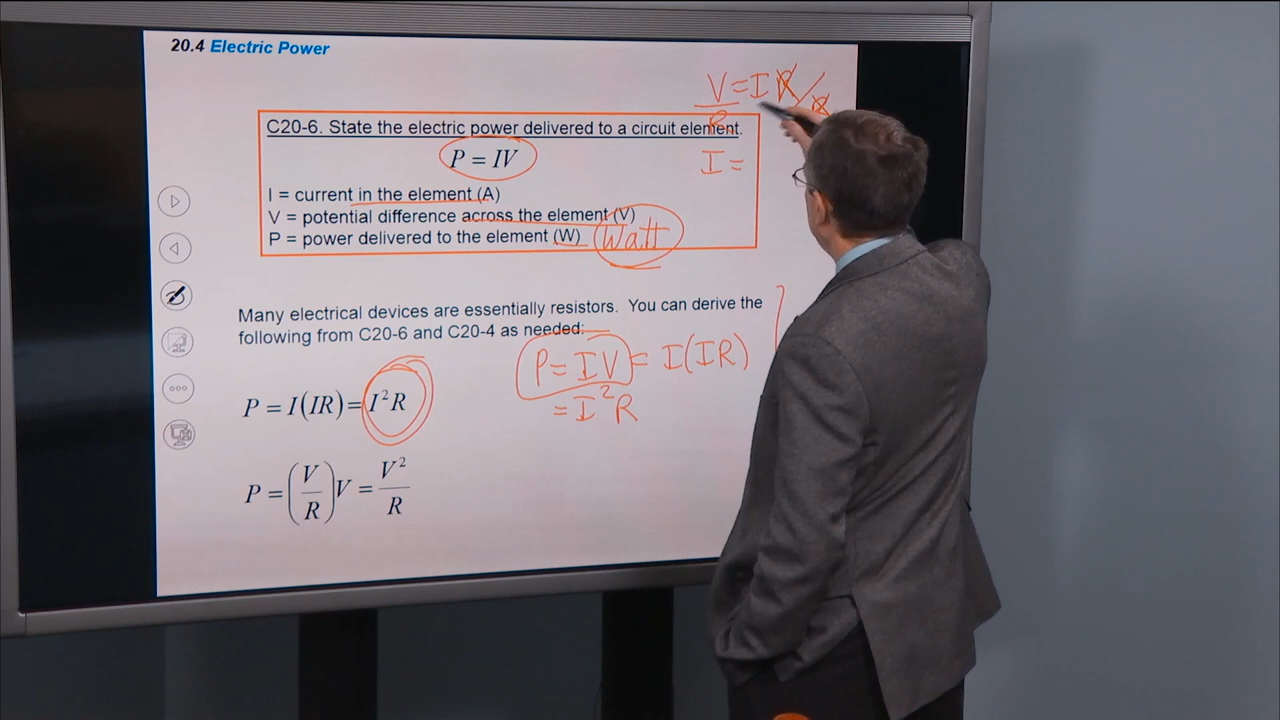 20.4 Electric Power
V = IR/R
R
C20-6. State the electric power delivered to a circuit element.
P = IV
I =
I = current in the element (A)
V = potential difference across the element (V)
P = power delivered to the element (W) Watt
Many electrical devices are essentially resistors. You can derive the
following from C20-6 and C20-4 as needed:
P = IV = I(IR)
= I²R
P = I(IR) = I²R
P = (V/R)V = V²/R